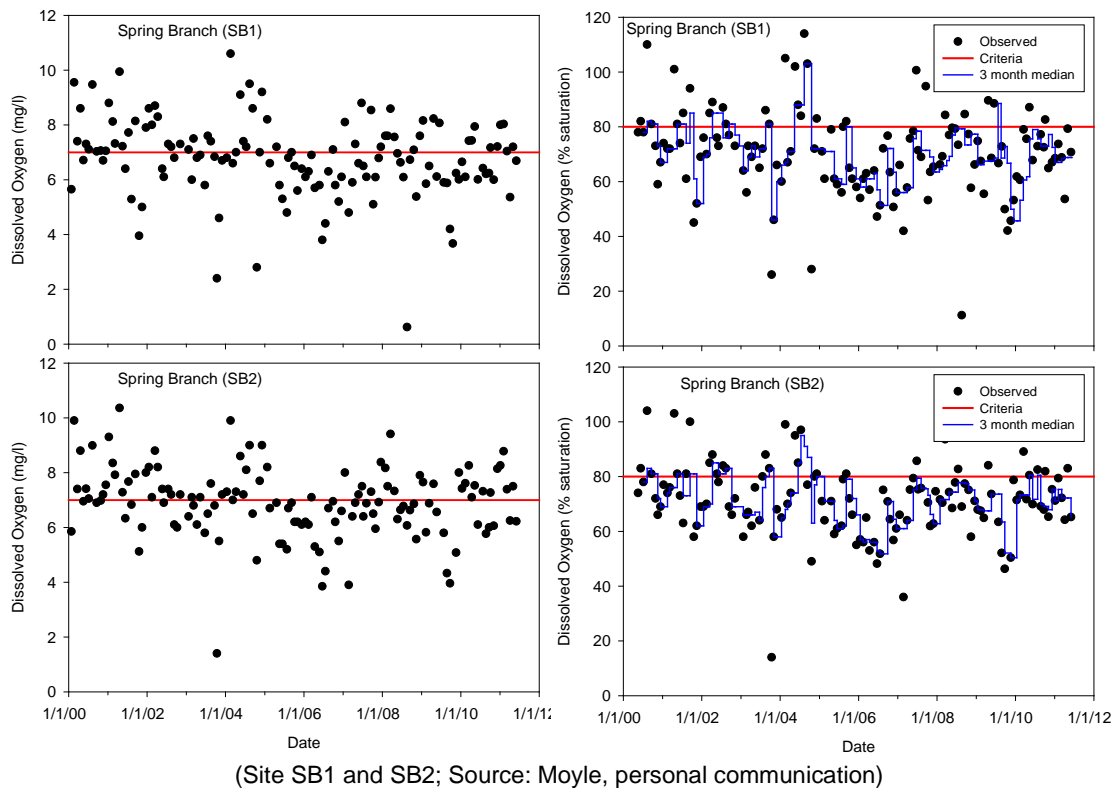 Spring Branch (SB1)
Dissolved Oxygen (mg/l)
12
10
8
6
4
2
0
Spring Branch (SB1)
Observed
Criteria
3 month median
Dissolved Oxygen (% saturation)
120
100
80
60
40
20
0
Spring Branch (SB2)
Dissolved Oxygen (mg/l)
12
10
8
6
4
2
0
1/1/00 1/1/02 1/1/04 1/1/06 1/1/08 1/1/10 1/1/12
Date
Spring Branch (SB2)
Observed
Criteria
3 month median
Dissolved Oxygen (% saturation)
120
100
80
60
40
20
0
1/1/00 1/1/02 1/1/04 1/1/06 1/1/08 1/1/10 1/1/12
Date
(Site SB1 and SB2; Source: Moyle, personal communication)